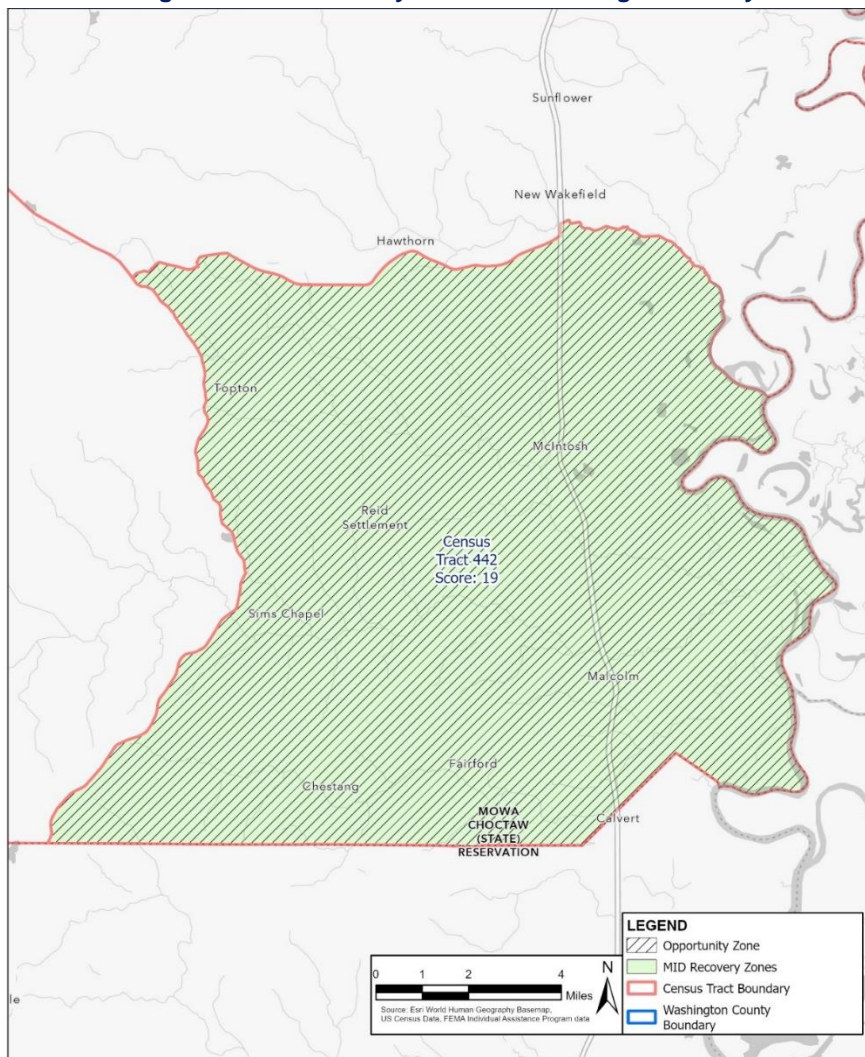 Sunflower
New Wakefield
Hawthorn
Topton
McIntosh
Reid
Settlement
Census
Tract 442
Score: 19
Sims Chapel
Malcolm
Fairford
Chestang
MOWA
CHOCTAW
(STATE)
RESERVATION
Calvert
le
LEGEND
Opportunity Zone
MID Recovery Zones
Census Tract Boundary
Washington County
Boundary
0 1 2 4
Miles
N
Source: Esri World Human Geography Basemap,
US Census Data, FEMA Individual Assistance Program data